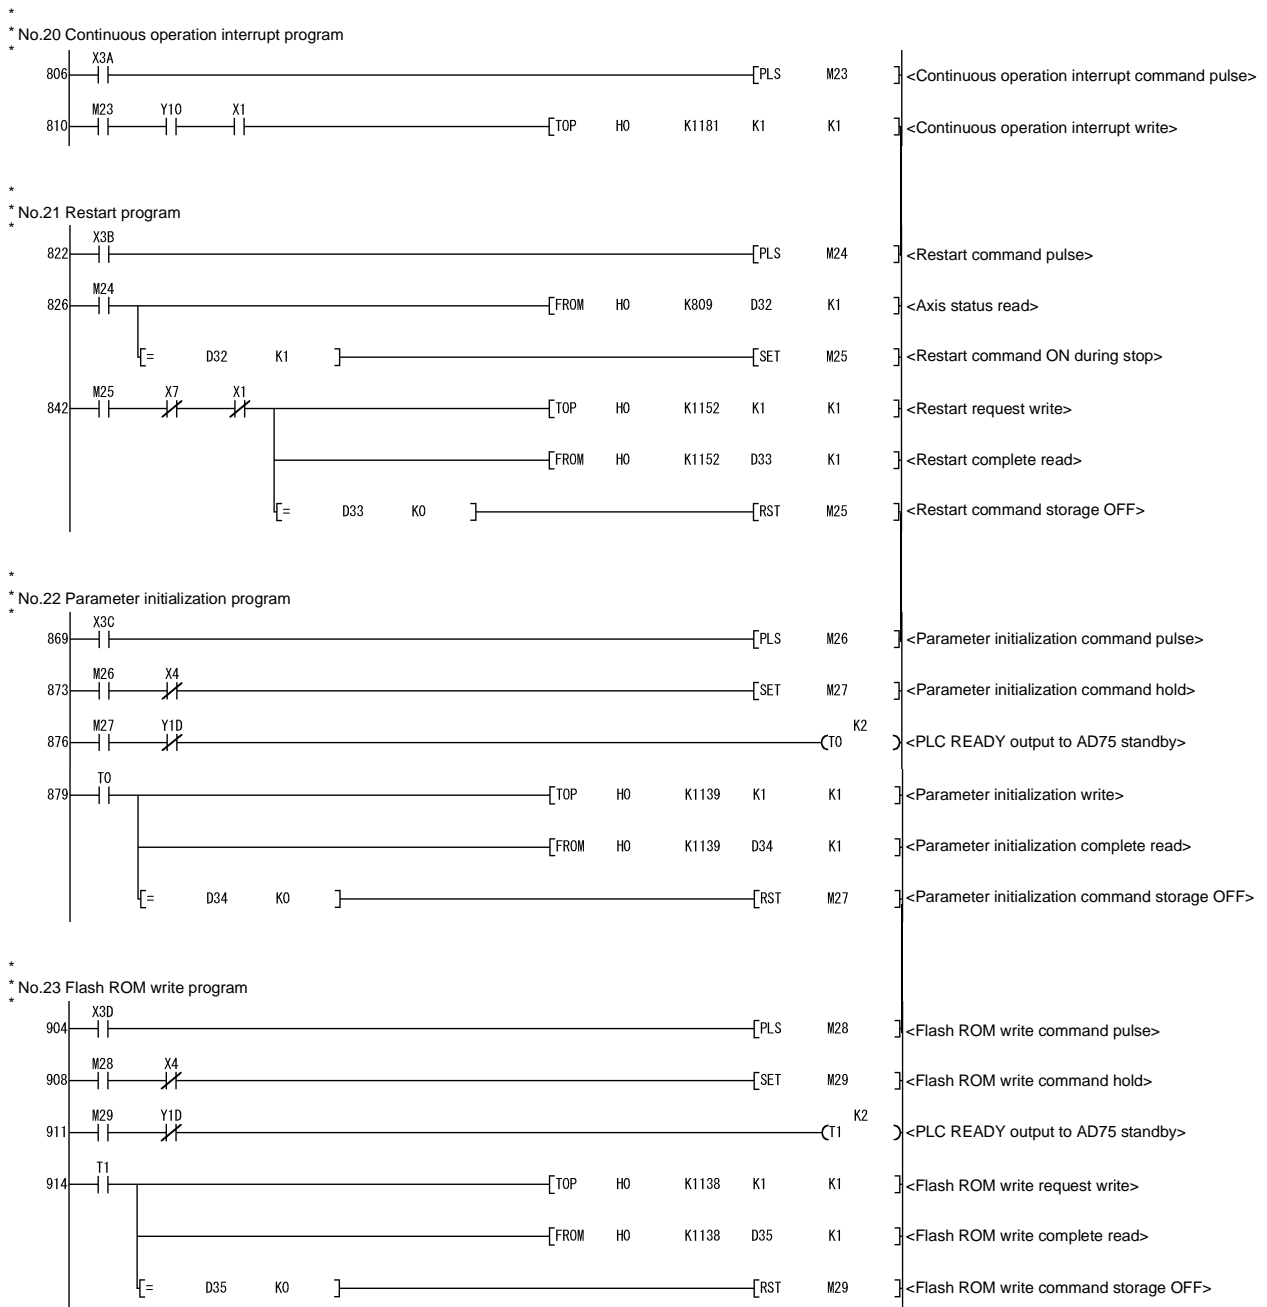 *
* No.20 Continuous operation interrupt program
*
X3A
806 [PLS M23 ] <Continuous operation interrupt command pulse>
M23 Y10 X1
810 [TOP H0 K1181 K1 K1 ] <Continuous operation interrupt write>
*
* No.21 Restart program
*
X3B
822 [PLS M24 ] <Restart command pulse>
M24
826 [FROM H0 K809 D32 K1 ] <Axis status read>
[= D32 K1 ] [SET M25 ] <Restart command ON during stop>
M25 X7 X1
842 [TOP H0 K1152 K1 K1 ] <Restart request write>
[FROM H0 K1152 D33 K1 ] <Restart complete read>
[= D33 K0 ] [RST M25 ] <Restart command storage OFF>
*
* No.22 Parameter initialization program
*
X3C
869 [PLS M26 ] <Parameter initialization command pulse>
M26 X4
873 [SET M27 ] <Parameter initialization command hold>
M27 Y1D K2
876 (T0 ) <PLC READY output to AD75 standby>
T0
879 [TOP H0 K1139 K1 K1 ] <Parameter initialization write>
[FROM H0 K1139 D34 K1 ] <Parameter initialization complete read>
[= D34 K0 ] [RST M27 ] <Parameter initialization command storage OFF>
*
* No.23 Flash ROM write program
*
X3D
904 [PLS M28 ] <Flash ROM write command pulse>
M28 X4
908 [SET M29 ] <Flash ROM write command hold>
M29 Y1D K2
911 (T1 ) <PLC READY output to AD75 standby>
T1
914 [TOP H0 K1138 K1 K1 ] <Flash ROM write request write>
[FROM H0 K1138 D35 K1 ] <Flash ROM write complete read>
[= D35 K0 ] [RST M29 ] <Flash ROM write command storage OFF>